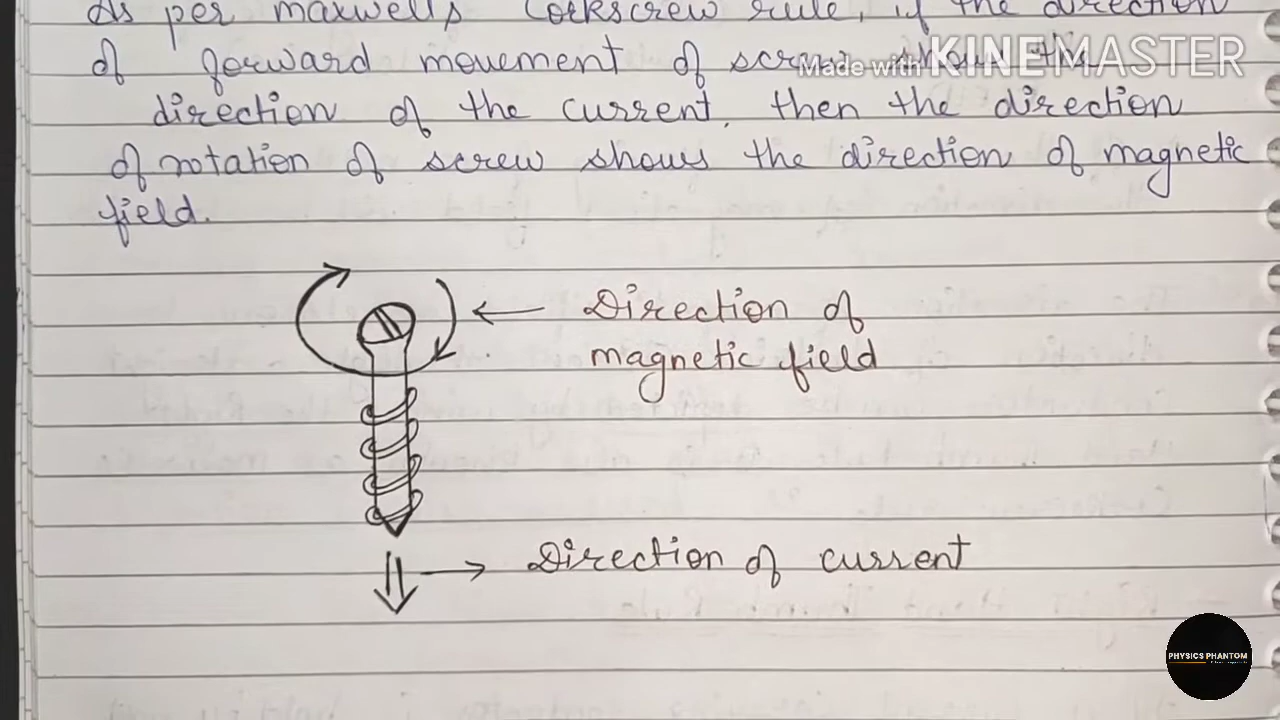 As per maxwell's Corkscrew rule, if the direction
of forward movement of screw show the
Made with KINEMASTER
direction of the current, then the direction
of rotation of screw shows the direction of magnetic
field.
Direction of
magnetic field
Direction of current
PHYSICS PHANTOM